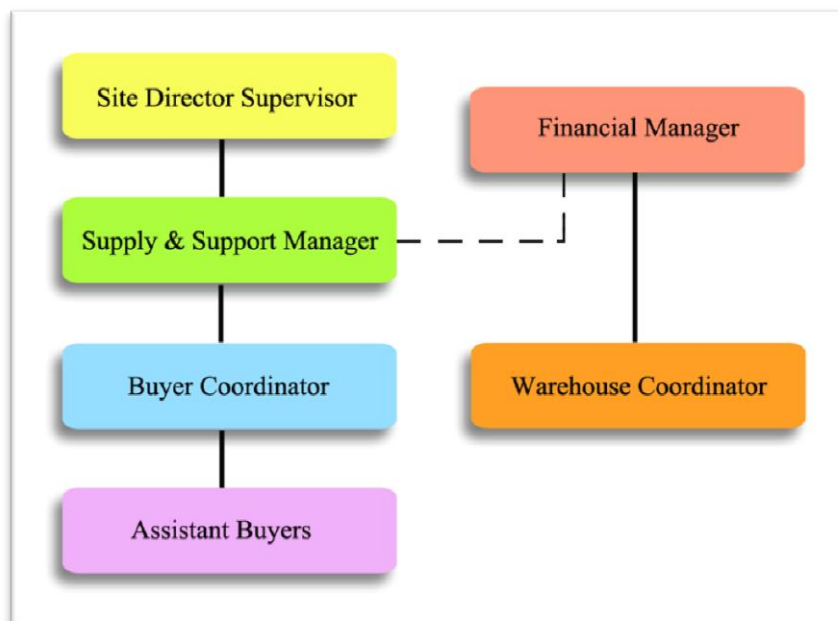 Site Director Supervisor
Financial Manager
Supply & Support Manager
Buyer Coordinator
Warehouse Coordinator
Assistant Buyers